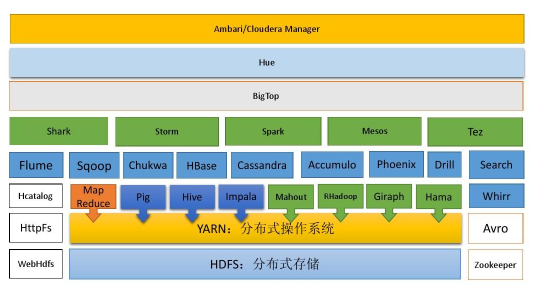 Ambari/Cloudera Manager
Hue
BigTop
Shark Storm Spark Mesos Tez
Flume Sqoop Chukwa HBase Cassandra Accumulo Phoenix Drill Search
Hcatalog Map Reduce Pig Hive Impala Mahout RHadoop Giraph Hama Whirr
HttpFs YARN：分布式操作系统 Avro
WebHdfs HDFS：分布式存储 Zookeeper